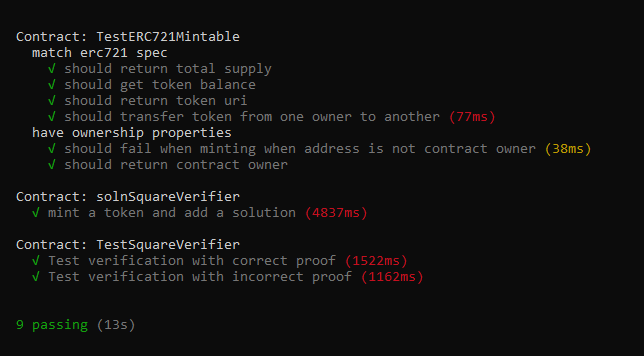 Contract: TestERC721Mintable
match erc721 spec
√ should return total supply
√ should get token balance
√ should return token uri
√ should transfer token from one owner to another (77ms)
have ownership properties
√ should fail when minting when address is not contract owner (38ms)
√ should return contract owner
Contract: solnSquareVerifier
√ mint a token and add a solution (4837ms)
Contract: TestSquareVerifier
√ Test verification with correct proof (1522ms)
√ Test verification with incorrect proof (1162ms)
9 passing (13s)